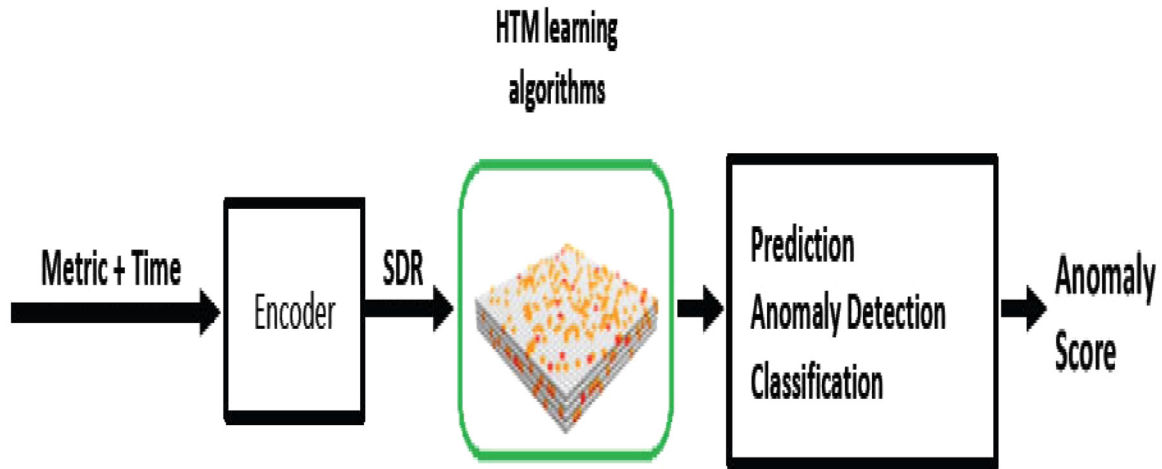 HTM learning
algorithms
Metric + Time
Encoder
SDR
Prediction
Anomaly Detection
Classification
Anomaly
Score